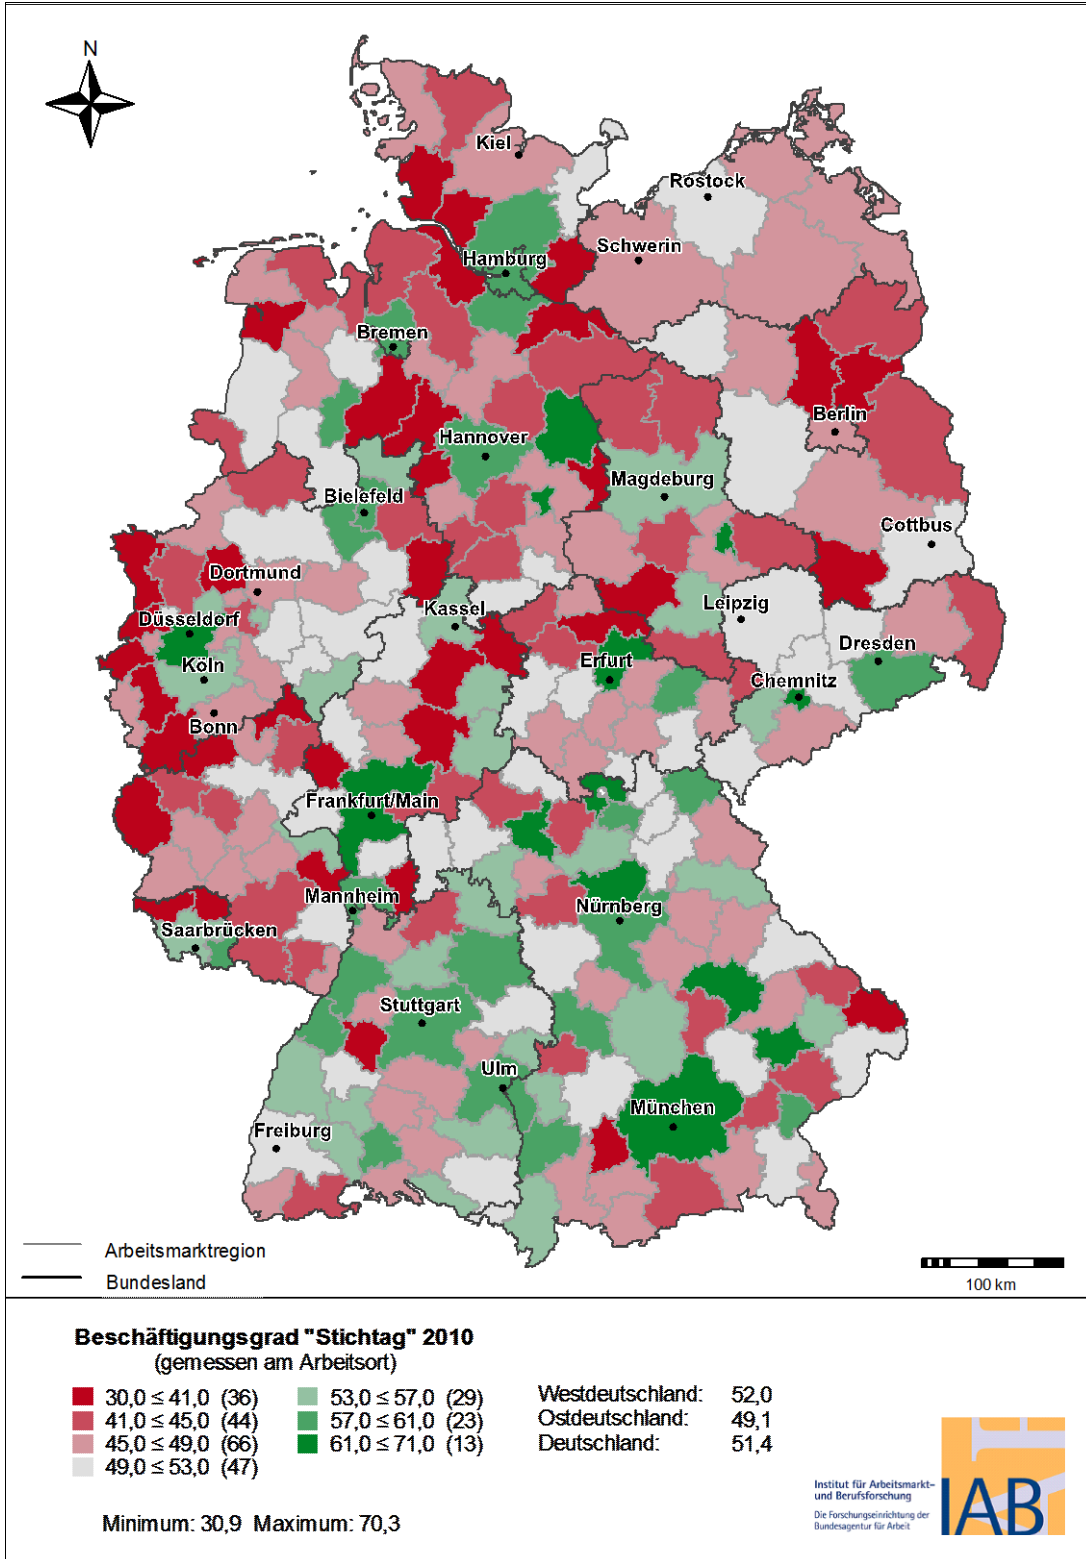 N
Kiel
Rostock
Schwerin
Hamburg
Bremen
Berlin
Hannover
Magdeburg
Bielefeld
Cottbus
Dortmund
Leipzig
Kassel
Düsseldorf
Dresden
Köln
Erfurt
Chemnitz
Bonn
Frankfurt/Main
Mannheim
Nürnberg
Saarbrücken
Stuttgart
Ulm
München
Freiburg
Arbeitsmarktregion
Bundesland
100 km
Beschäftigungsgrad "Stichtag" 2010
(gemessen am Arbeitsort)
30,0 ≤ 41,0 (36)
41,0 ≤ 45,0 (44)
45,0 ≤ 49,0 (66)
49,0 ≤ 53,0 (47)
53,0 ≤ 57,0 (29)
57,0 ≤ 61,0 (23)
61,0 ≤ 71,0 (13)
Westdeutschland: 52,0
Ostdeutschland: 49,1
Deutschland: 51,4
Minimum: 30,9 Maximum: 70,3
Institut für Arbeitsmarkt-
und Berufsforschung
Die Forschungseinrichtung der
Bundesagentur für Arbeit
IAB